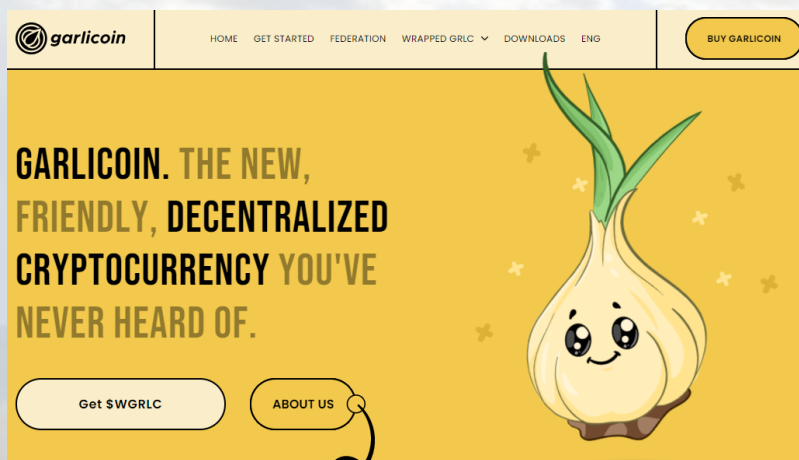 garlicoin
HOME GET STARTED FEDERATION WRAPPED GRLC DOWNLOADS ENG
BUY GARLICOIN
GARLICOIN. THE NEW,
FRIENDLY, DECENTRALIZED
CRYPTOCURRENCY YOU'VE
NEVER HEARD OF.
Get $WGRLC
ABOUT US